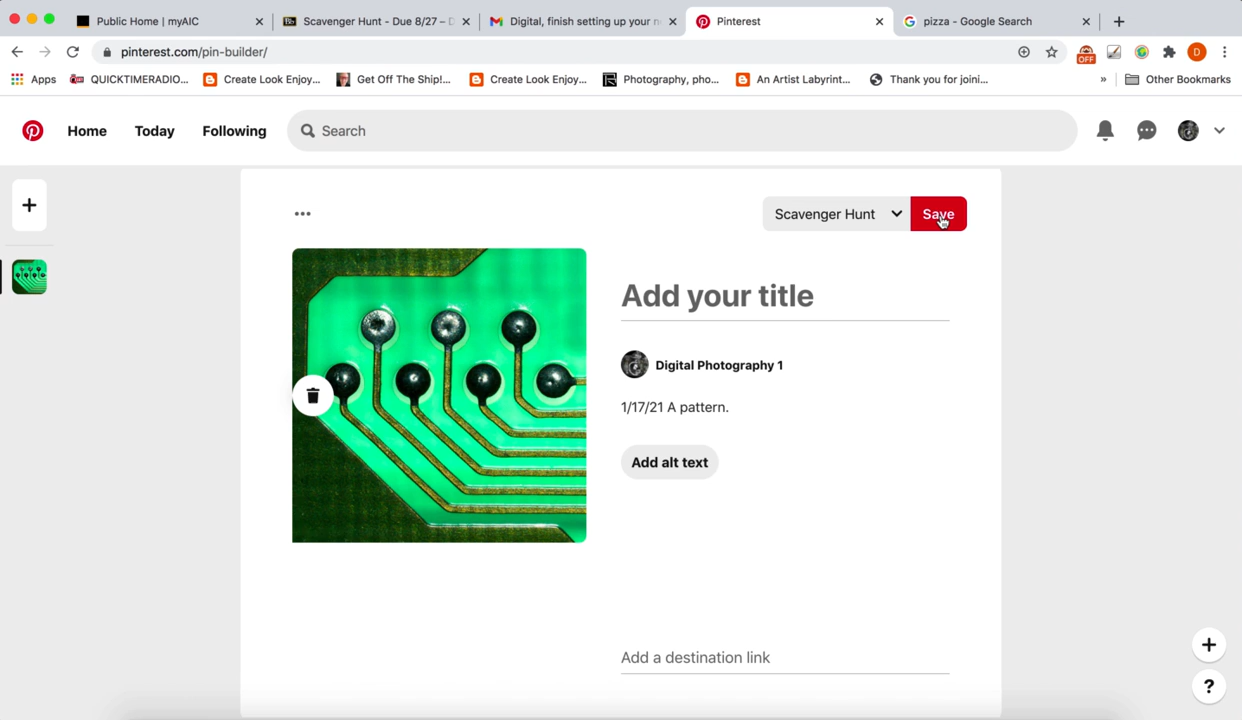 Public Home | myAIC
Scavenger Hunt - Due 8/27 – D
Digital, finish setting up your n
Pinterest
pizza - Google Search
pinterest.com/pin-builder/
OFF
D
Apps
QUICKTIMERADIO...
Create Look Enjoy...
Get Off The Ship!...
Create Look Enjoy...
Photography, pho...
An Artist Labyrint...
Thank you for joini...
»
Other Bookmarks
Home
Today
Following
Search
Scavenger Hunt
Save
Add your title
Digital Photography 1
1/17/21 A pattern.
Add alt text
Add a destination link